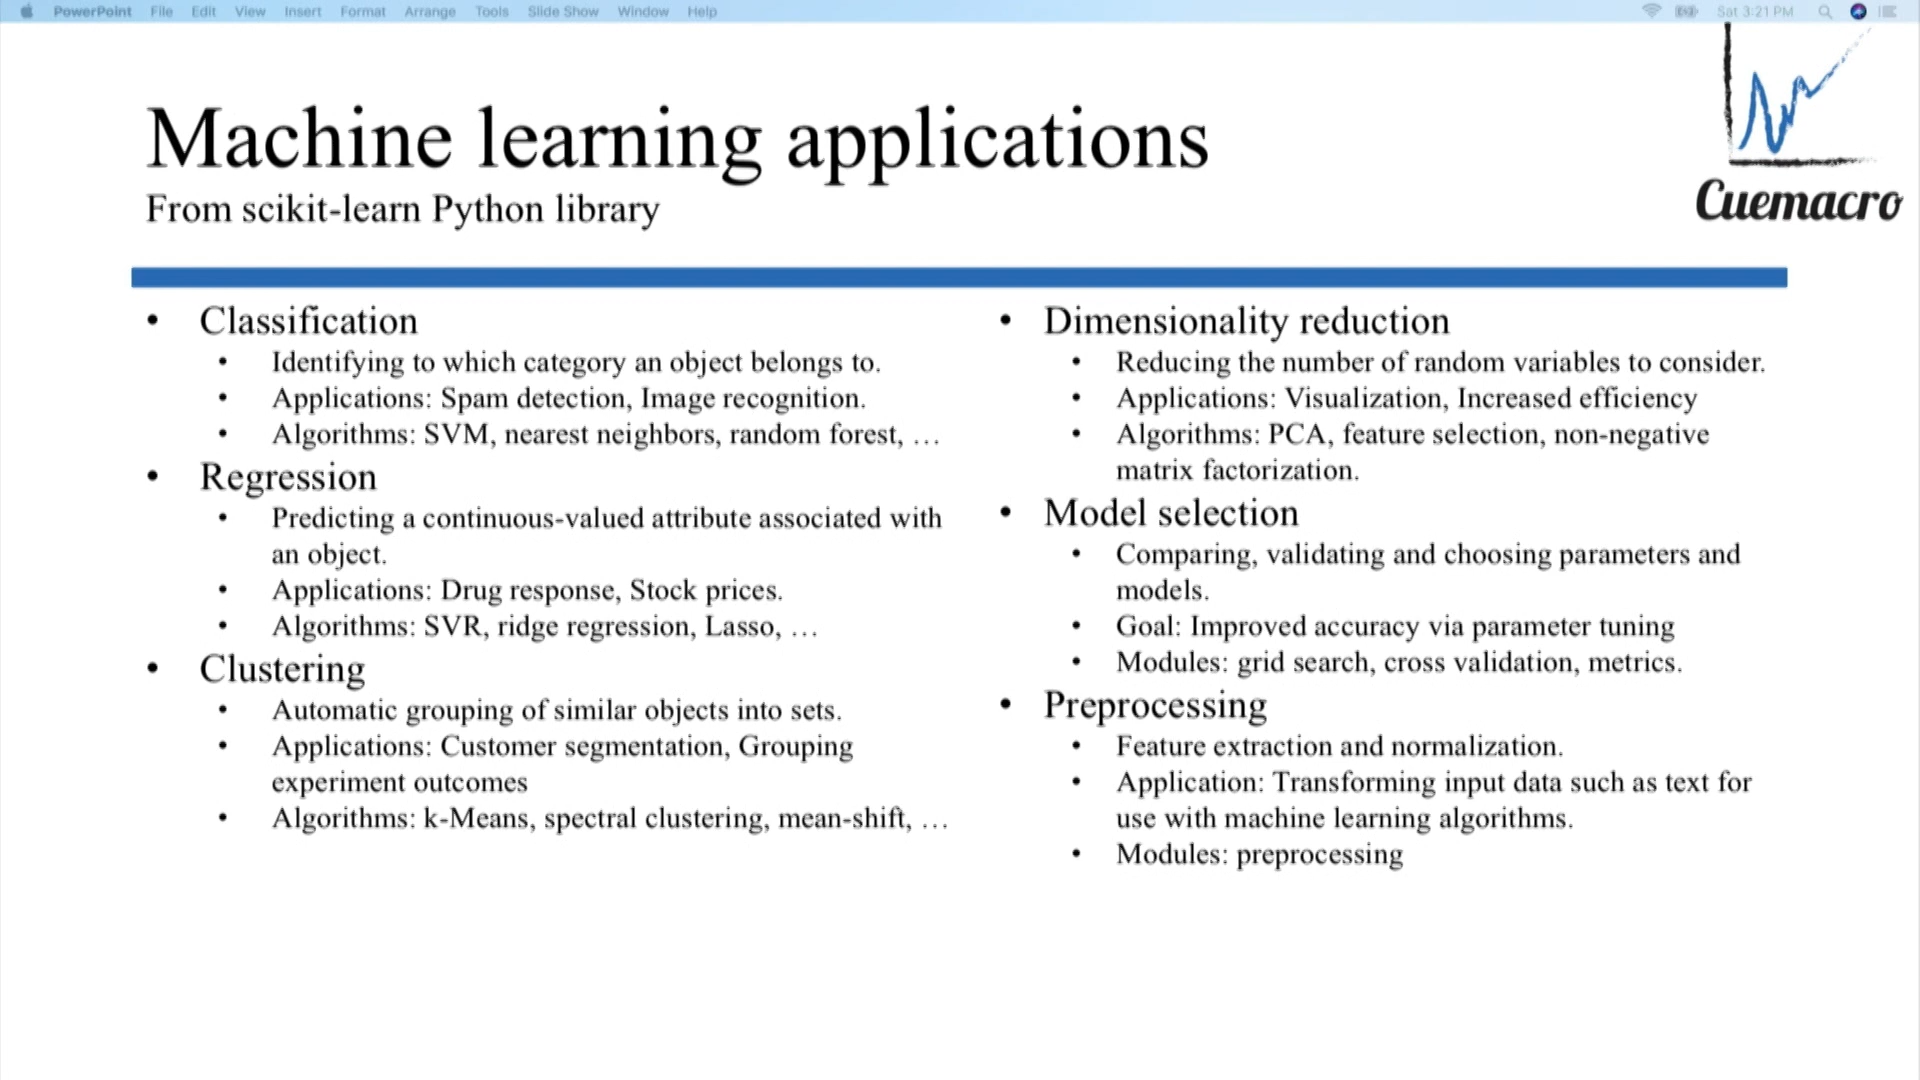 PowerPoint File Edit View Insert Format Arrange Tools Slide Show Window Help
Sat 3:21 PM
Machine learning applications
From scikit-learn Python library
Cuemacro
• Classification
• Identifying to which category an object belongs to.
• Applications: Spam detection, Image recognition.
• Algorithms: SVM, nearest neighbors, random forest, …
• Regression
• Predicting a continuous-valued attribute associated with
an object.
• Applications: Drug response, Stock prices.
• Algorithms: SVR, ridge regression, Lasso, …
• Clustering
• Automatic grouping of similar objects into sets.
• Applications: Customer segmentation, Grouping
experiment outcomes
• Algorithms: k-Means, spectral clustering, mean-shift, …
• Dimensionality reduction
• Reducing the number of random variables to consider.
• Applications: Visualization, Increased efficiency
• Algorithms: PCA, feature selection, non-negative
matrix factorization.
• Model selection
• Comparing, validating and choosing parameters and
models.
• Goal: Improved accuracy via parameter tuning
• Modules: grid search, cross validation, metrics.
• Preprocessing
• Feature extraction and normalization.
• Application: Transforming input data such as text for
use with machine learning algorithms.
• Modules: preprocessing